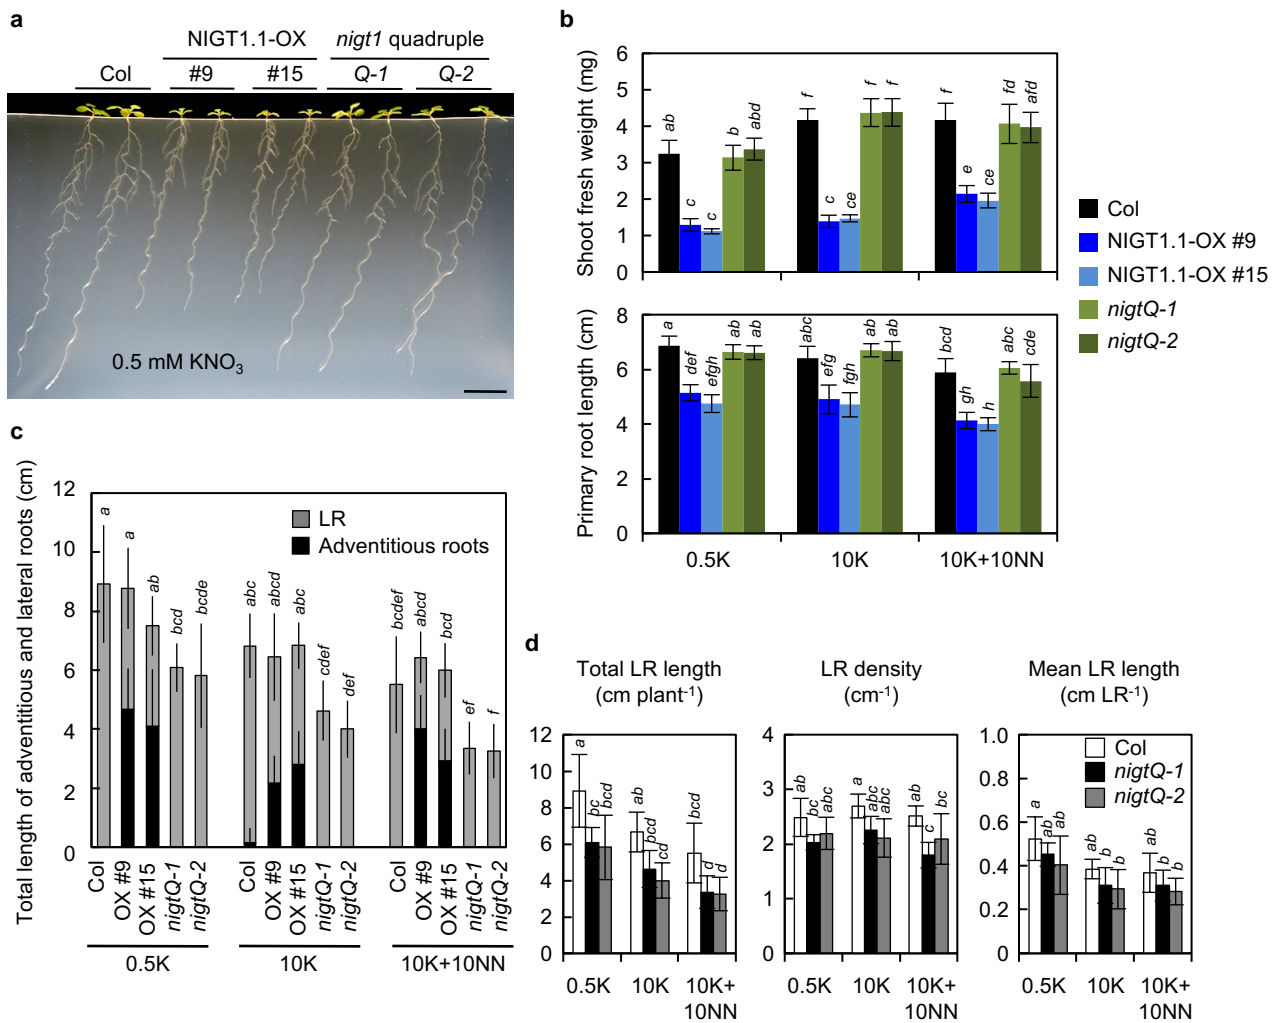 a
NIGT1.1-OX
nigt1 quadruple
Col
#9
#15
Q-1
Q-2
0.5 mM KNO3
b
Shoot fresh weight (mg)
6
5
4
3
2
1
0
ab
c
c
b
abd
f
c
ce
f
f
f
e
ce
fd
afd
Col
NIGT1.1-OX #9
NIGT1.1-OX #15
nigtQ-1
nigtQ-2
Primary root length (cm)
8
6
4
2
0
a
def
efgh
ab
ab
abc
efg
fgh
ab
ab
bcd
gh
h
abc
cde
0.5K
10K
10K+10NN
c
Total length of adventitious and lateral roots (cm)
12
10
8
6
4
2
0
LR
Adventitious roots
a
a
ab
bcd
bcde
abc
abcd
abc
cdef
def
bcdef
abcd
bcd
ef
f
Col
OX #9
OX #15
nigtQ-1
nigtQ-2
Col
OX #9
OX #15
nigtQ-1
nigtQ-2
Col
OX #9
OX #15
nigtQ-1
nigtQ-2
0.5K
10K
10K+10NN
d
Total LR length
(cm plant-1)
12
10
8
6
4
2
0
a
bc
bcd
ab
bcd
cd
bcd
d
d
0.5K
10K
10K+
10NN
LR density
(cm-1)
4
3
2
1
0
ab
bc
abc
a
abc
abc
ab
c
bc
0.5K
10K
10K+
10NN
Mean LR length
(cm LR-1)
1.0
0.8
0.6
0.4
0.2
0
Col
nigtQ-1
nigtQ-2
a
ab
ab
ab
b
b
ab
b
b
0.5K
10K
10K+
10NN